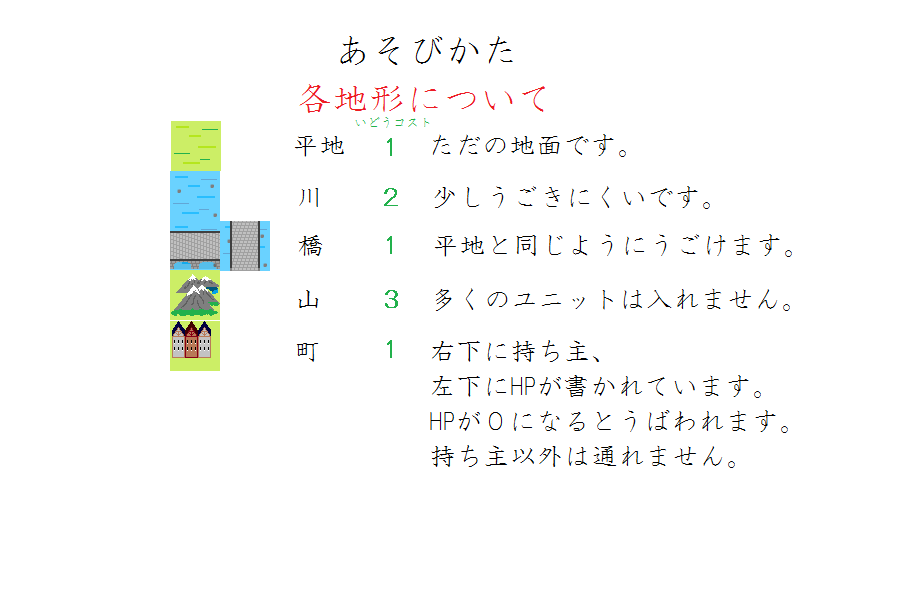 あそびかた
各地形について
いどうコスト
平地 1 ただの地面です。
川 2 少しうごきにくいです。
橋 1 平地と同じようにうごけます。
山 3 多くのユニットは入れません。
町 1 右下に持ち主、
左下にHPが書かれています。
HPが０になるとうばわれます。
持ち主以外は通れません。